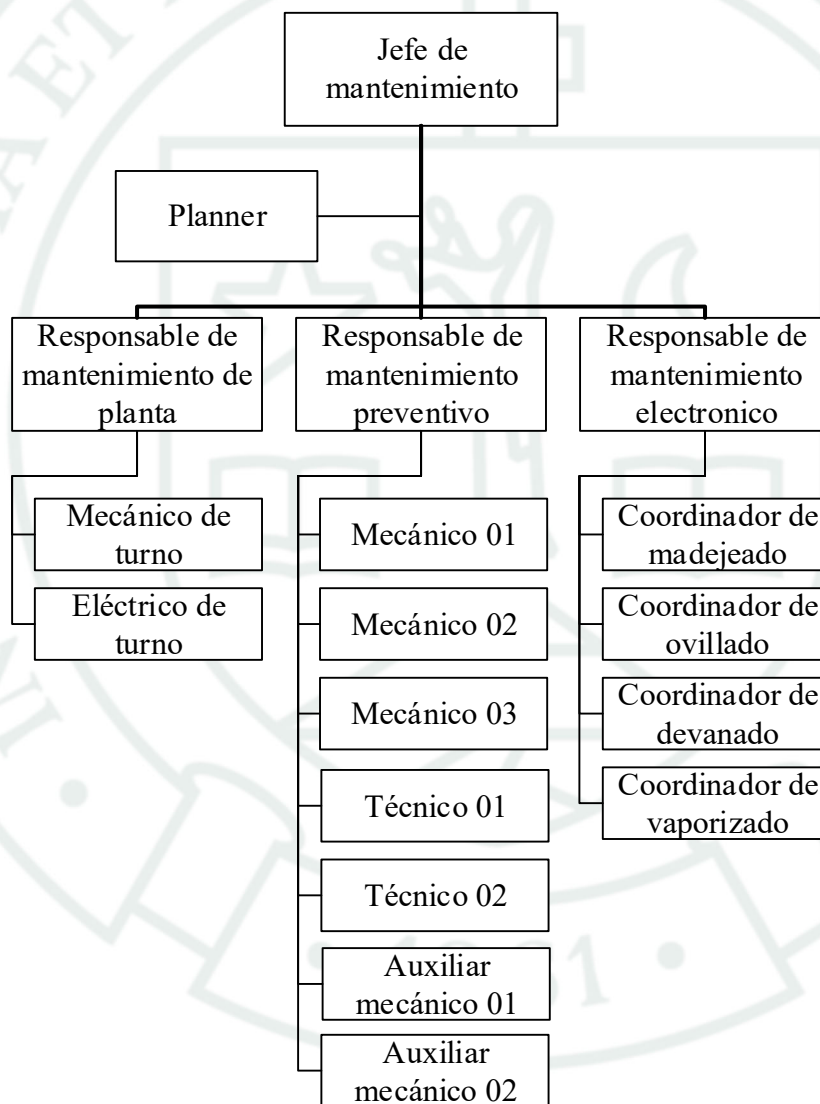 Jefe de
mantenimiento
Planner
Responsable de
mantenimiento de
planta
Responsable de
mantenimiento
preventivo
Responsable de
mantenimiento
electronico
Mecánico de
turno
Eléctrico de
turno
Mecánico 01
Mecánico 02
Mecánico 03
Técnico 01
Técnico 02
Auxiliar
mecánico 01
Auxiliar
mecánico 02
Coordinador de
madejeado
Coordinador de
ovillado
Coordinador de
devanado
Coordinador de
vaporizado